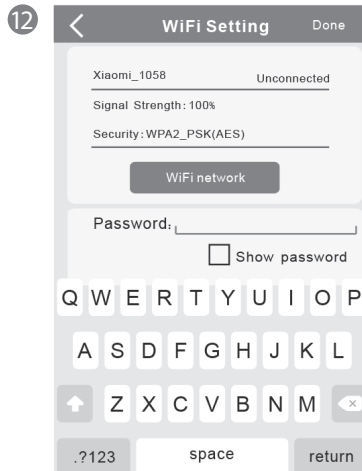 12
WiFi Setting Done
Xiaomi_1058 Unconnected
Signal Strength: 100%
Security: WPA2_PSK(AES)
WiFi network
Password:
Show password
Q W E R T Y U I O P
A S D F G H J K L
Z X C V B N M
.?123 space return